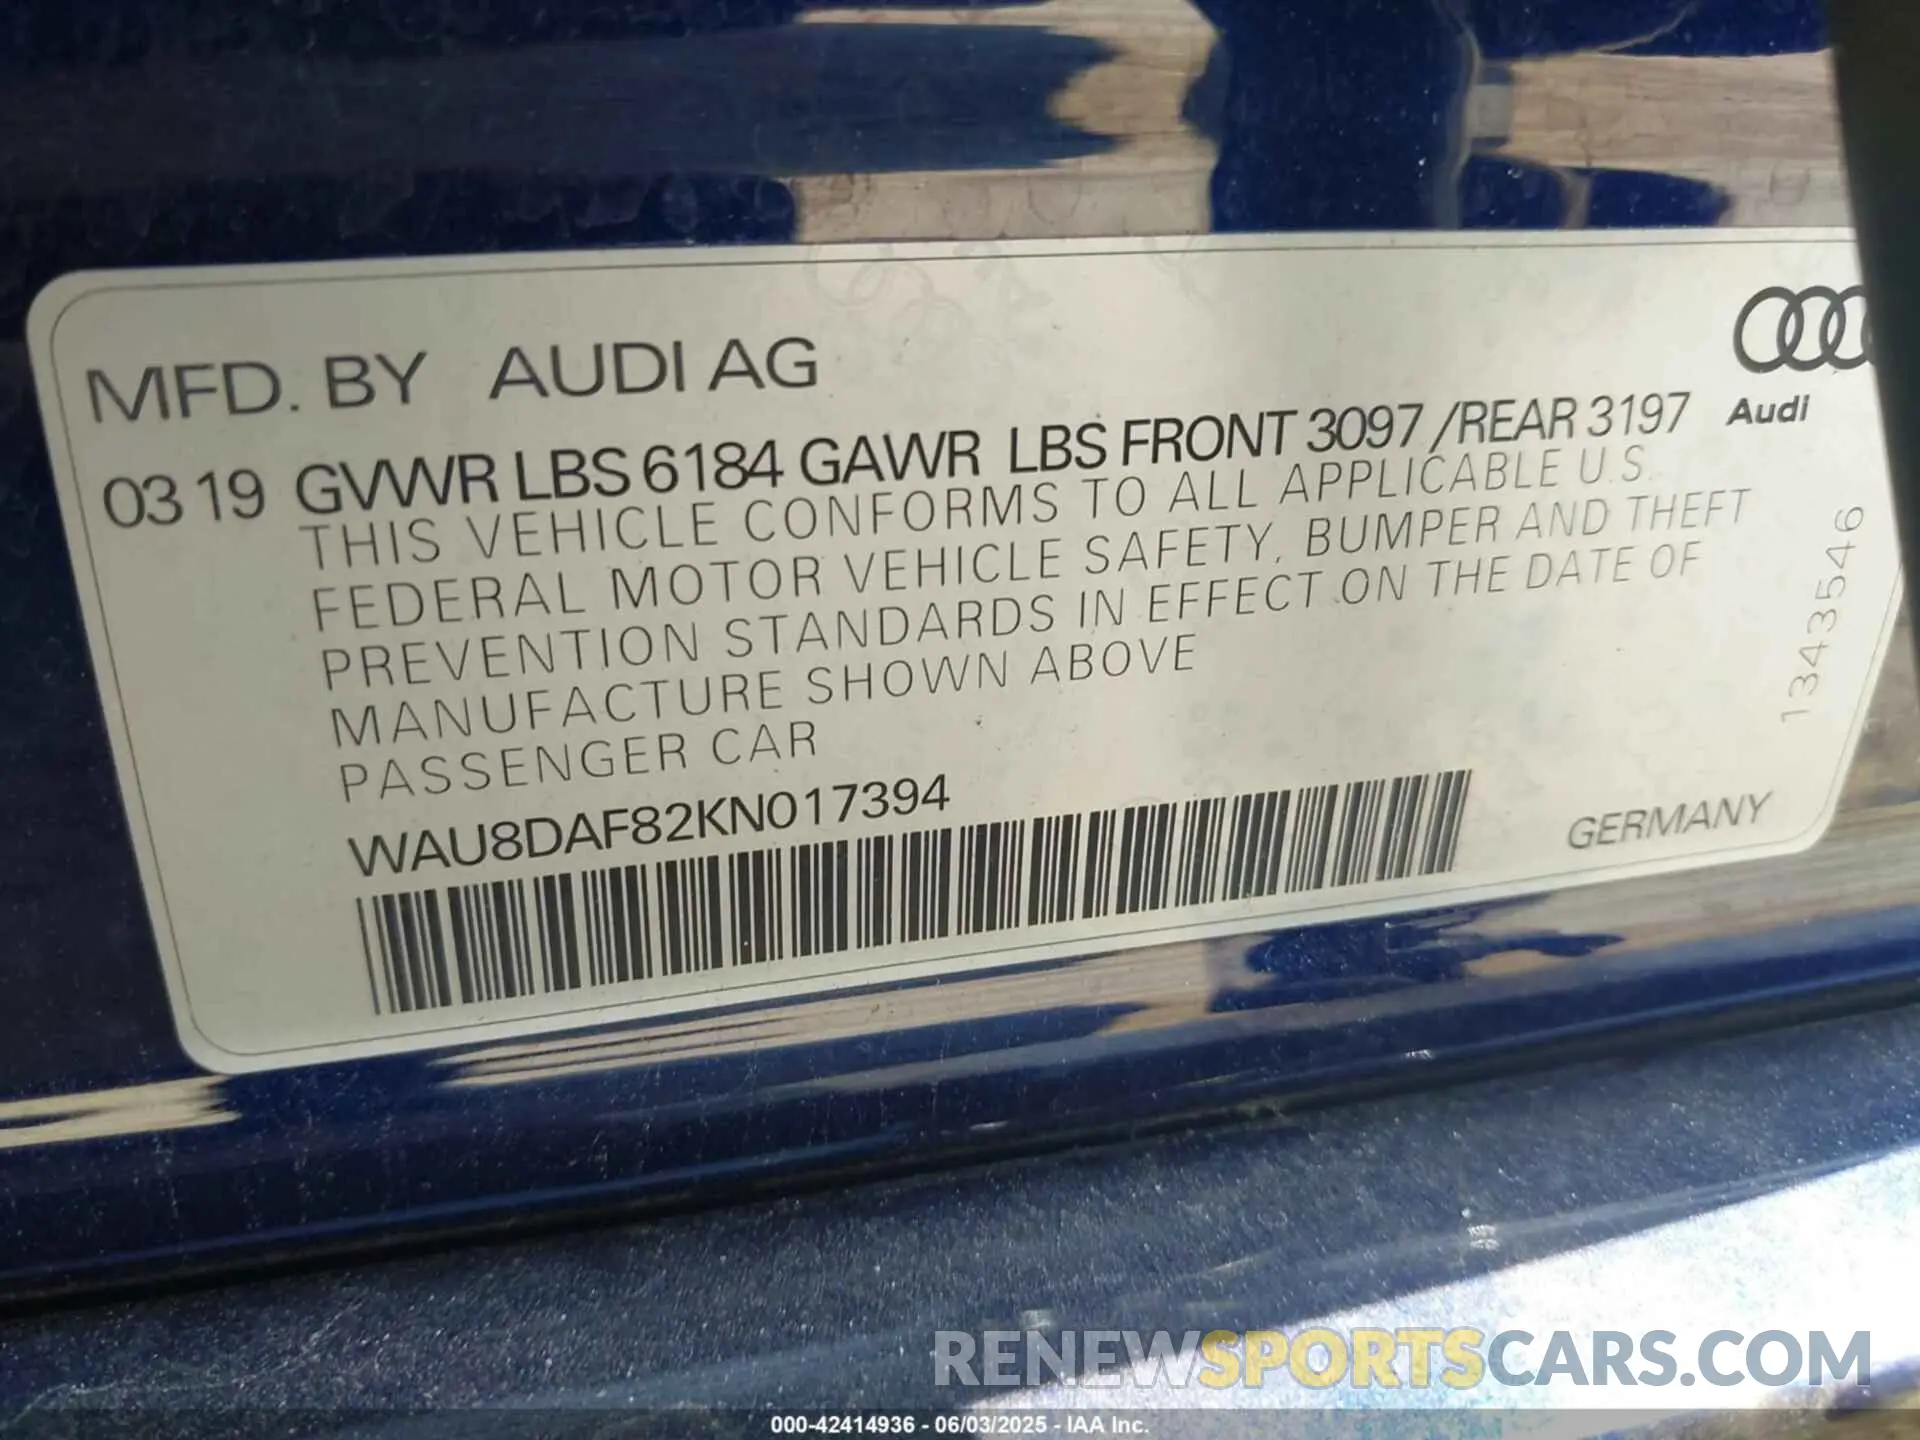 MFD. BY AUDI AG
03 19 GVWR LBS 6184 GAWR LBS FRONT 3097 /REAR 3197
THIS VEHICLE CONFORMS TO ALL APPLICABLE U.S.
FEDERAL MOTOR VEHICLE SAFETY, BUMPER AND THEFT
PREVENTION STANDARDS IN EFFECT ON THE DATE OF
MANUFACTURE SHOWN ABOVE
PASSENGER CAR
WAU8DAF82KN017394
Audi
1343546
GERMANY
RENEWSPORTSCARS.COM
000-42414936 - 06/03/2025 - IAA Inc.